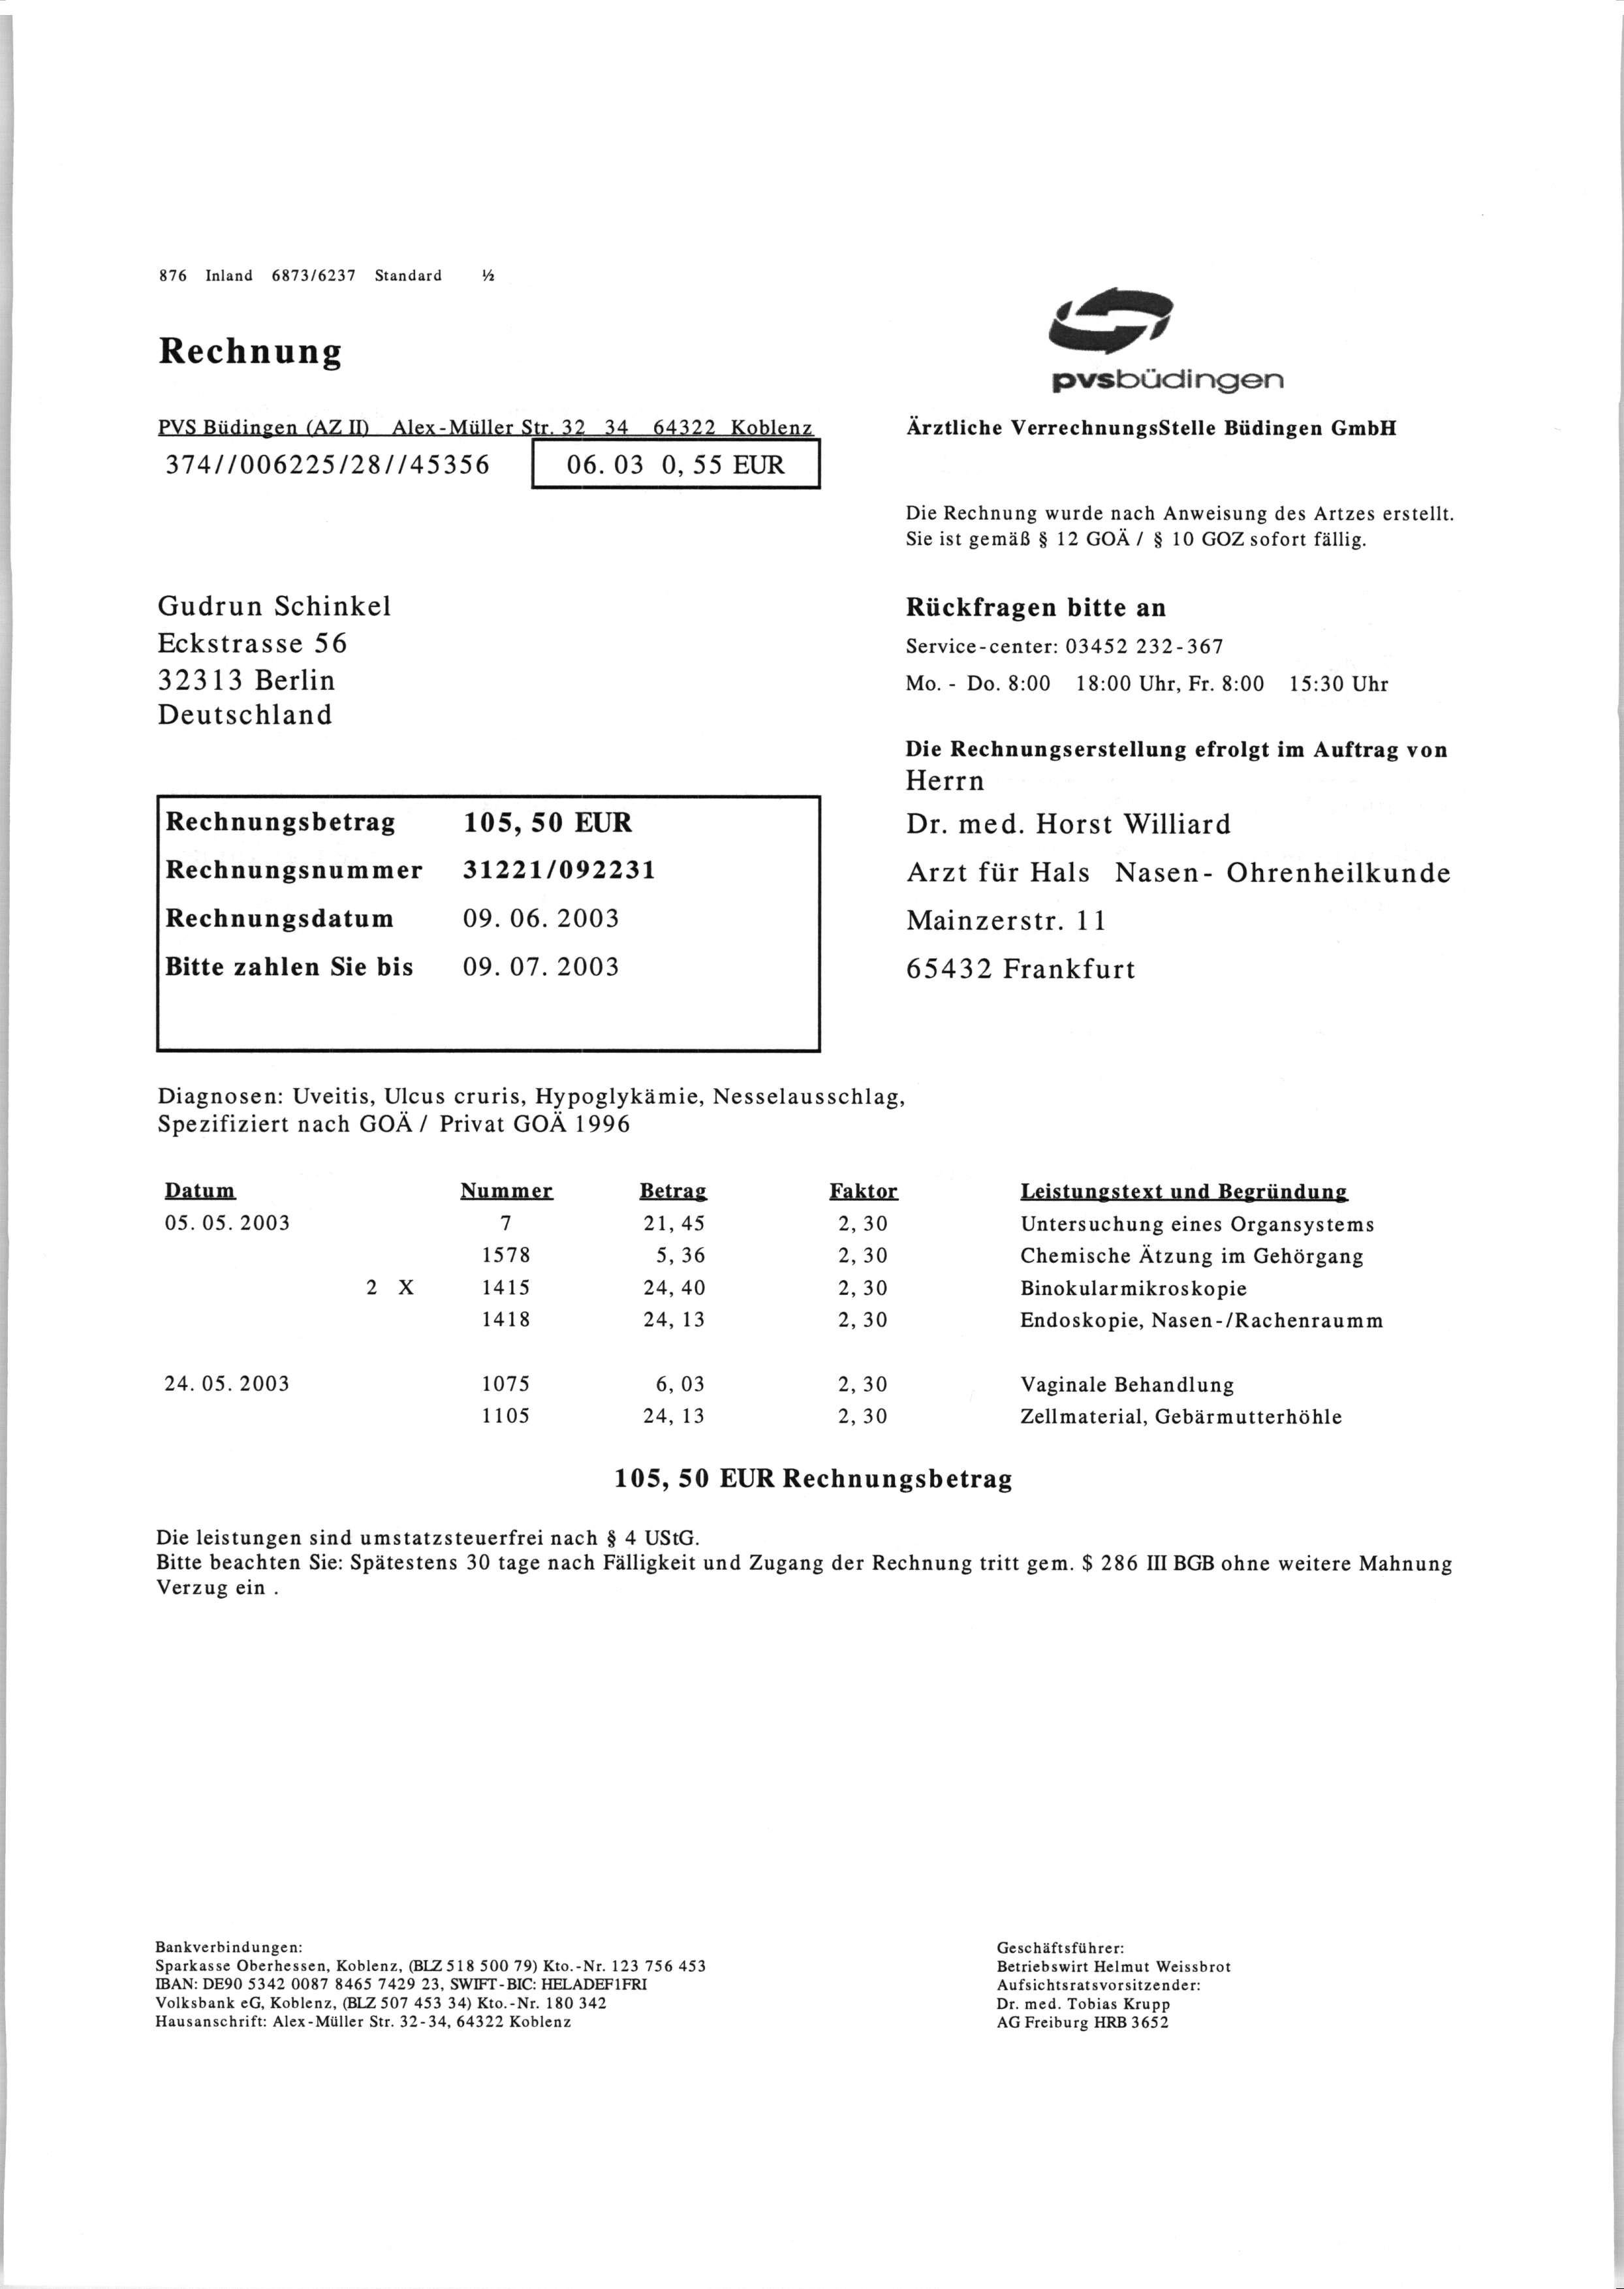 876 Inland 6873/6237 Standard ½
Rechnung
pvsbüdingen
PVS Büdingen (AZ II) Alex-Müller Str. 32 34 64322 Koblenz
374//006225/28//45356 06. 03 0, 55 EUR
Ärztliche VerrechnungsStelle Büdingen GmbH
Die Rechnung wurde nach Anweisung des Artzes erstellt.
Sie ist gemäß § 12 GOÄ / § 10 GOZ sofort fällig.
Gudrun Schinkel
Eckstrasse 56
32313 Berlin
Deutschland
Rückfragen bitte an
Service-center: 03452 232-367
Mo. - Do. 8:00 18:00 Uhr, Fr. 8:00 15:30 Uhr
Die Rechnungserstellung efrolgt im Auftrag von
Herrn
Dr. med. Horst Williard
Arzt für Hals Nasen- Ohrenheilkunde
Mainzerstr. 11
65432 Frankfurt
Rechnungsbetrag 105, 50 EUR
Rechnungsnummer 31221/092231
Rechnungsdatum 09. 06. 2003
Bitte zahlen Sie bis 09. 07. 2003
Diagnosen: Uveitis, Ulcus cruris, Hypoglykämie, Nesselausschlag,
Spezifiziert nach GOÄ / Privat GOÄ 1996
Datum Nummer Betrag Faktor Leistungstext und Begründung
05. 05. 2003 7 21, 45 2, 30 Untersuchung eines Organsystems
1578 5, 36 2, 30 Chemische Ätzung im Gehörgang
2 X 1415 24, 40 2, 30 Binokularmikroskopie
1418 24, 13 2, 30 Endoskopie, Nasen-/Rachenraumm
24. 05. 2003 1075 6, 03 2, 30 Vaginale Behandlung
1105 24, 13 2, 30 Zellmaterial, Gebärmutterhöhle
105, 50 EUR Rechnungsbetrag
Die leistungen sind umstatzsteuerfrei nach § 4 UStG.
Bitte beachten Sie: Spätestens 30 tage nach Fälligkeit und Zugang der Rechnung tritt gem. $ 286 III BGB ohne weitere Mahnung
Verzug ein .
Bankverbindungen:
Sparkasse Oberhessen, Koblenz, (BLZ 518 500 79) Kto.-Nr. 123 756 453
IBAN: DE90 5342 0087 8465 7429 23, SWIFT-BIC: HELADEF1FRI
Volksbank eG, Koblenz, (BLZ 507 453 34) Kto.-Nr. 180 342
Hausanschrift: Alex-Müller Str. 32-34, 64322 Koblenz
Geschäftsführer:
Betriebswirt Helmut Weissbrot
Aufsichtsratsvorsitzender:
Dr. med. Tobias Krupp
AG Freiburg HRB 3652